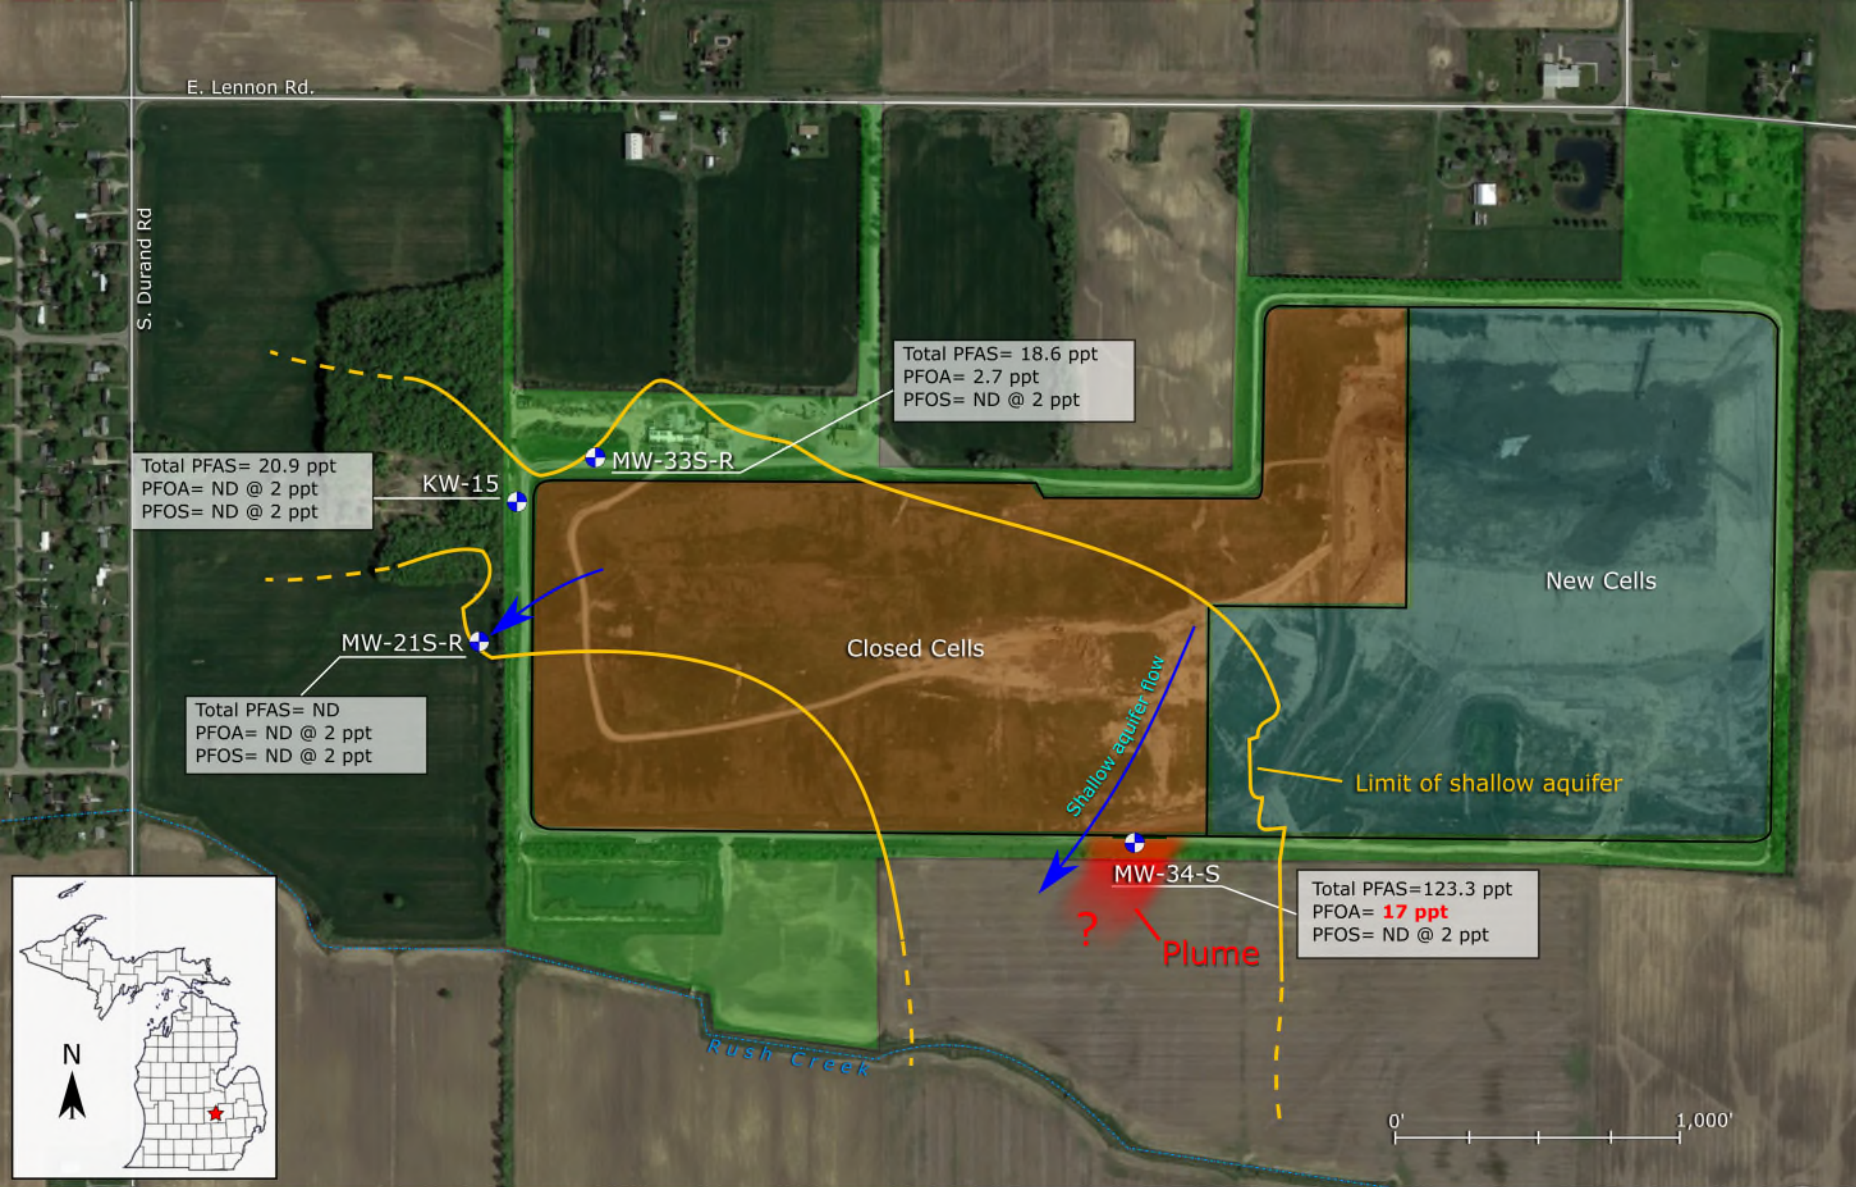 E. Lennon Rd.
S. Durand Rd
Total PFAS= 18.6 ppt
PFOA= 2.7 ppt
PFOS= ND @ 2 ppt
MW-33S-R
Total PFAS= 20.9 ppt
PFOA= ND @ 2 ppt
PFOS= ND @ 2 ppt
KW-15
New Cells
MW-21S-R
Closed Cells
Total PFAS= ND
PFOA= ND @ 2 ppt
PFOS= ND @ 2 ppt
Shallow aquifer flow
Limit of shallow aquifer
MW-34-S
Total PFAS=123.3 ppt
PFOA= 17 ppt
PFOS= ND @ 2 ppt
?
Plume
Rush Creek
N
0'
1,000'